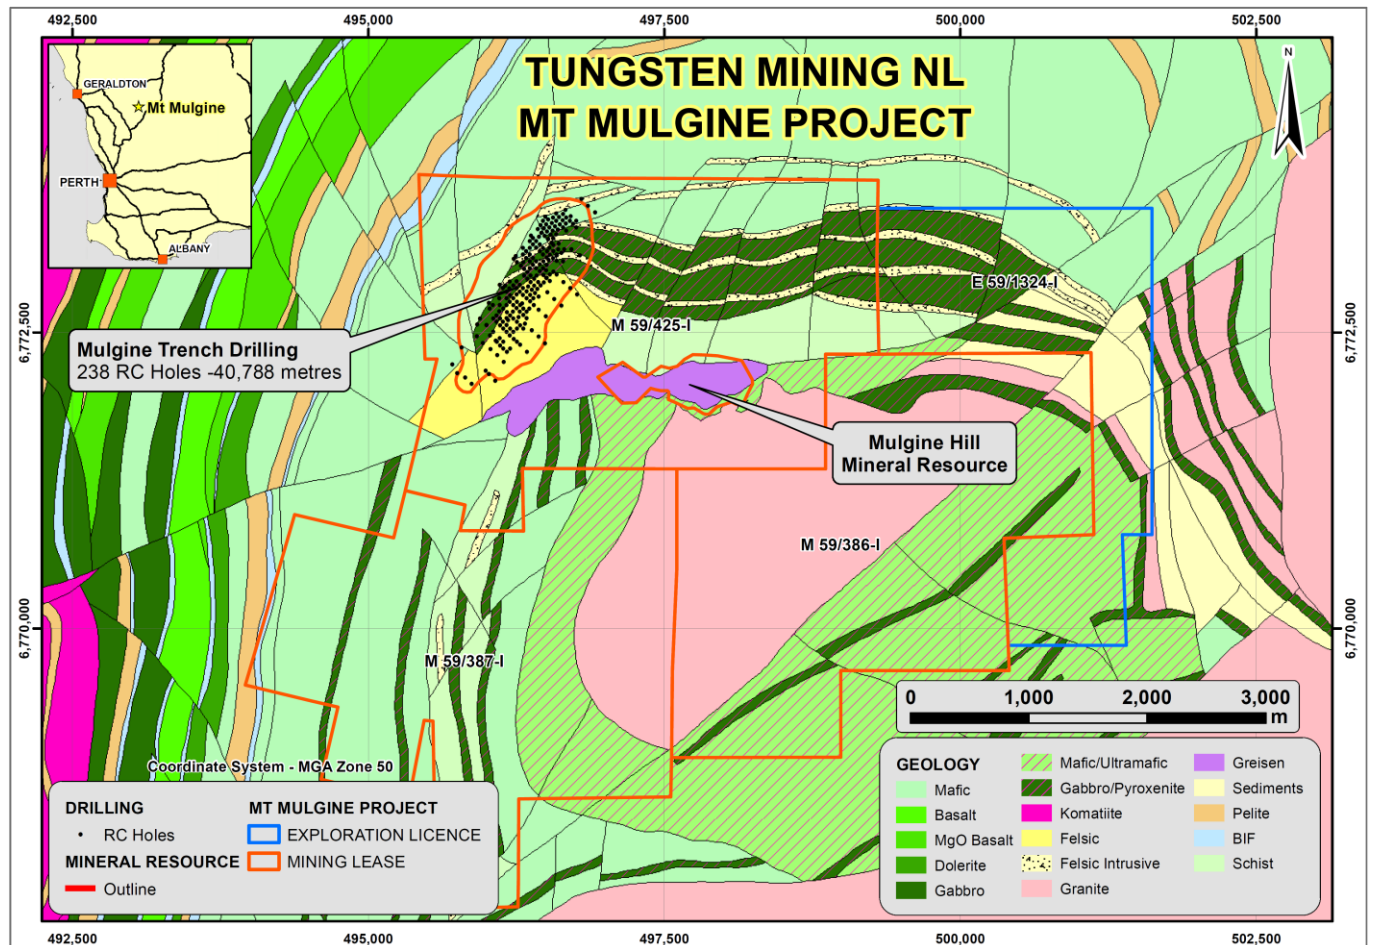 492,500 495,000 497,500 500,000 502,500
TUNGSTEN MINING NL
MT MULGINE PROJECT
N
GERALDTON
Mt Mulgine
PERTH
ALBANY
E 59/1324-I
M 59/425-I
6,772,500
6,772,500
Mulgine Trench Drilling
238 RC Holes -40,788 metres
Mulgine Hill
Mineral Resource
M 59/386-I
6,770,000
6,770,000
M 59/387-I
0 1,000 2,000 3,000
m
Coordinate System - MGA Zone 50
DRILLING
RC Holes
MINERAL RESOURCE
Outline
MT MULGINE PROJECT
EXPLORATION LICENCE
MINING LEASE
GEOLOGY
Mafic
Basalt
MgO Basalt
Dolerite
Gabbro
Mafic/Ultramafic
Gabbro/Pyroxenite
Komatiite
Felsic
Felsic Intrusive
Granite
Greisen
Sediments
Pelite
BIF
Schist
492,500 495,000 497,500 500,000 502,500